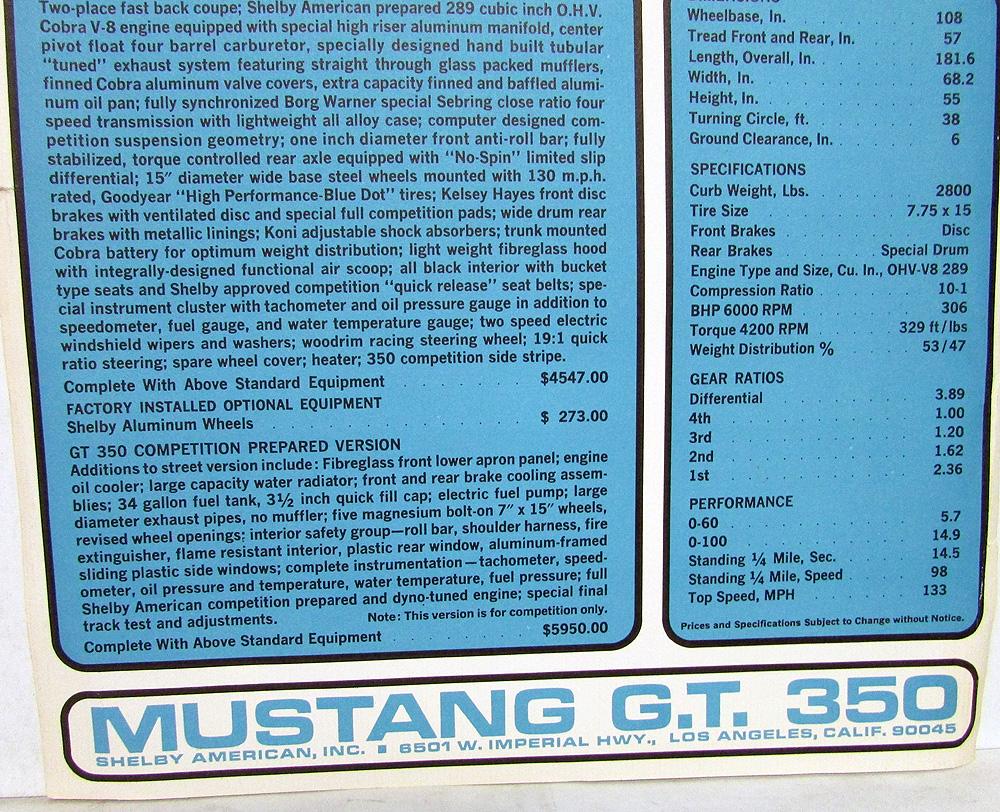 Two-place fast back coupe; Shelby American prepared 289 cubic inch O.H.V.
Cobra V-8 engine equipped with special high riser aluminum manifold, center
pivot float four barrel carburetor, specially designed hand built tubular
“tuned” exhaust system featuring straight through glass packed mufflers,
finned Cobra aluminum valve covers, extra capacity finned and baffled alumi-
num oil pan; fully synchronized Borg Warner special Sebring close ratio four
speed transmission with lightweight all alloy case; computer designed com-
petition suspension geometry; one inch diameter front anti-roll bar; fully
stabilized, torque controlled rear axle equipped with “No-Spin” limited slip
differential; 15″ diameter wide base steel wheels mounted with 130 m.p.h.
rated, Goodyear “High Performance-Blue Dot” tires; Kelsey Hayes front disc
brakes with ventilated disc and special full competition pads; wide drum rear
brakes with metallic linings; Koni adjustable shock absorbers; trunk mounted
Cobra battery for optimum weight distribution; light weight fibreglass hood
with integrally-designed functional air scoop; all black interior with bucket
type seats and Shelby approved competition “quick release” seat belts; spe-
cial instrument cluster with tachometer and oil pressure gauge in addition to
speedometer, fuel gauge, and water temperature gauge; two speed electric
windshield wipers and washers; woodrim racing steering wheel; 19:1 quick
ratio steering; spare wheel cover; heater; 350 competition side stripe.
Complete With Above Standard Equipment . . . . . . $4547.00
FACTORY INSTALLED OPTIONAL EQUIPMENT
Shelby Aluminum Wheels . . . . . . $ 273.00
GT 350 COMPETITION PREPARED VERSION
Additions to street version include: Fibreglass front lower apron panel; engine
oil cooler; large capacity water radiator; front and rear brake cooling assem-
blies; 34 gallon fuel tank, 3½ inch quick fill cap; electric fuel pump; large
diameter exhaust pipes, no muffler; five magnesium bolt-on 7″ x 15″ wheels,
revised wheel openings; interior safety group—roll bar, shoulder harness, fire
extinguisher, flame resistant interior, plastic rear window, aluminum-framed
sliding plastic side windows; complete instrumentation—tachometer, speed-
ometer, oil pressure and temperature, water temperature, fuel pressure; full
Shelby American competition prepared and dyno-tuned engine; special final
track test and adjustments. Note: This version is for competition only.
Complete With Above Standard Equipment . . . . . . $5950.00
Wheelbase, In. . . . . 108
Tread Front and Rear, In. . . . . 57
Length, Overall, In. . . . . 181.6
Width, In. . . . . 68.2
Height, In. . . . . 55
Turning Circle, ft. . . . . 38
Ground Clearance, In. . . . . 6
SPECIFICATIONS
Curb Weight, Lbs. . . . . 2800
Tire Size . . . . 7.75 x 15
Front Brakes . . . . Disc
Rear Brakes . . . . Special Drum
Engine Type and Size, Cu. In., OHV-V8 289
Compression Ratio . . . . 10-1
BHP 6000 RPM . . . . 306
Torque 4200 RPM . . . . 329 ft/lbs
Weight Distribution % . . . . 53/47
GEAR RATIOS
Differential . . . . 3.89
4th . . . . 1.00
3rd . . . . 1.20
2nd . . . . 1.62
1st . . . . 2.36
PERFORMANCE
0-60 . . . . 5.7
0-100 . . . . 14.9
Standing ¼ Mile, Sec. . . . . 14.5
Standing ¼ Mile, Speed . . . . 98
Top Speed, MPH . . . . 133
Prices and Specifications Subject to Change without Notice.
MUSTANG G.T. 350
SHELBY AMERICAN, INC. ■ 6501 W. IMPERIAL HWY., LOS ANGELES, CALIF. 90045